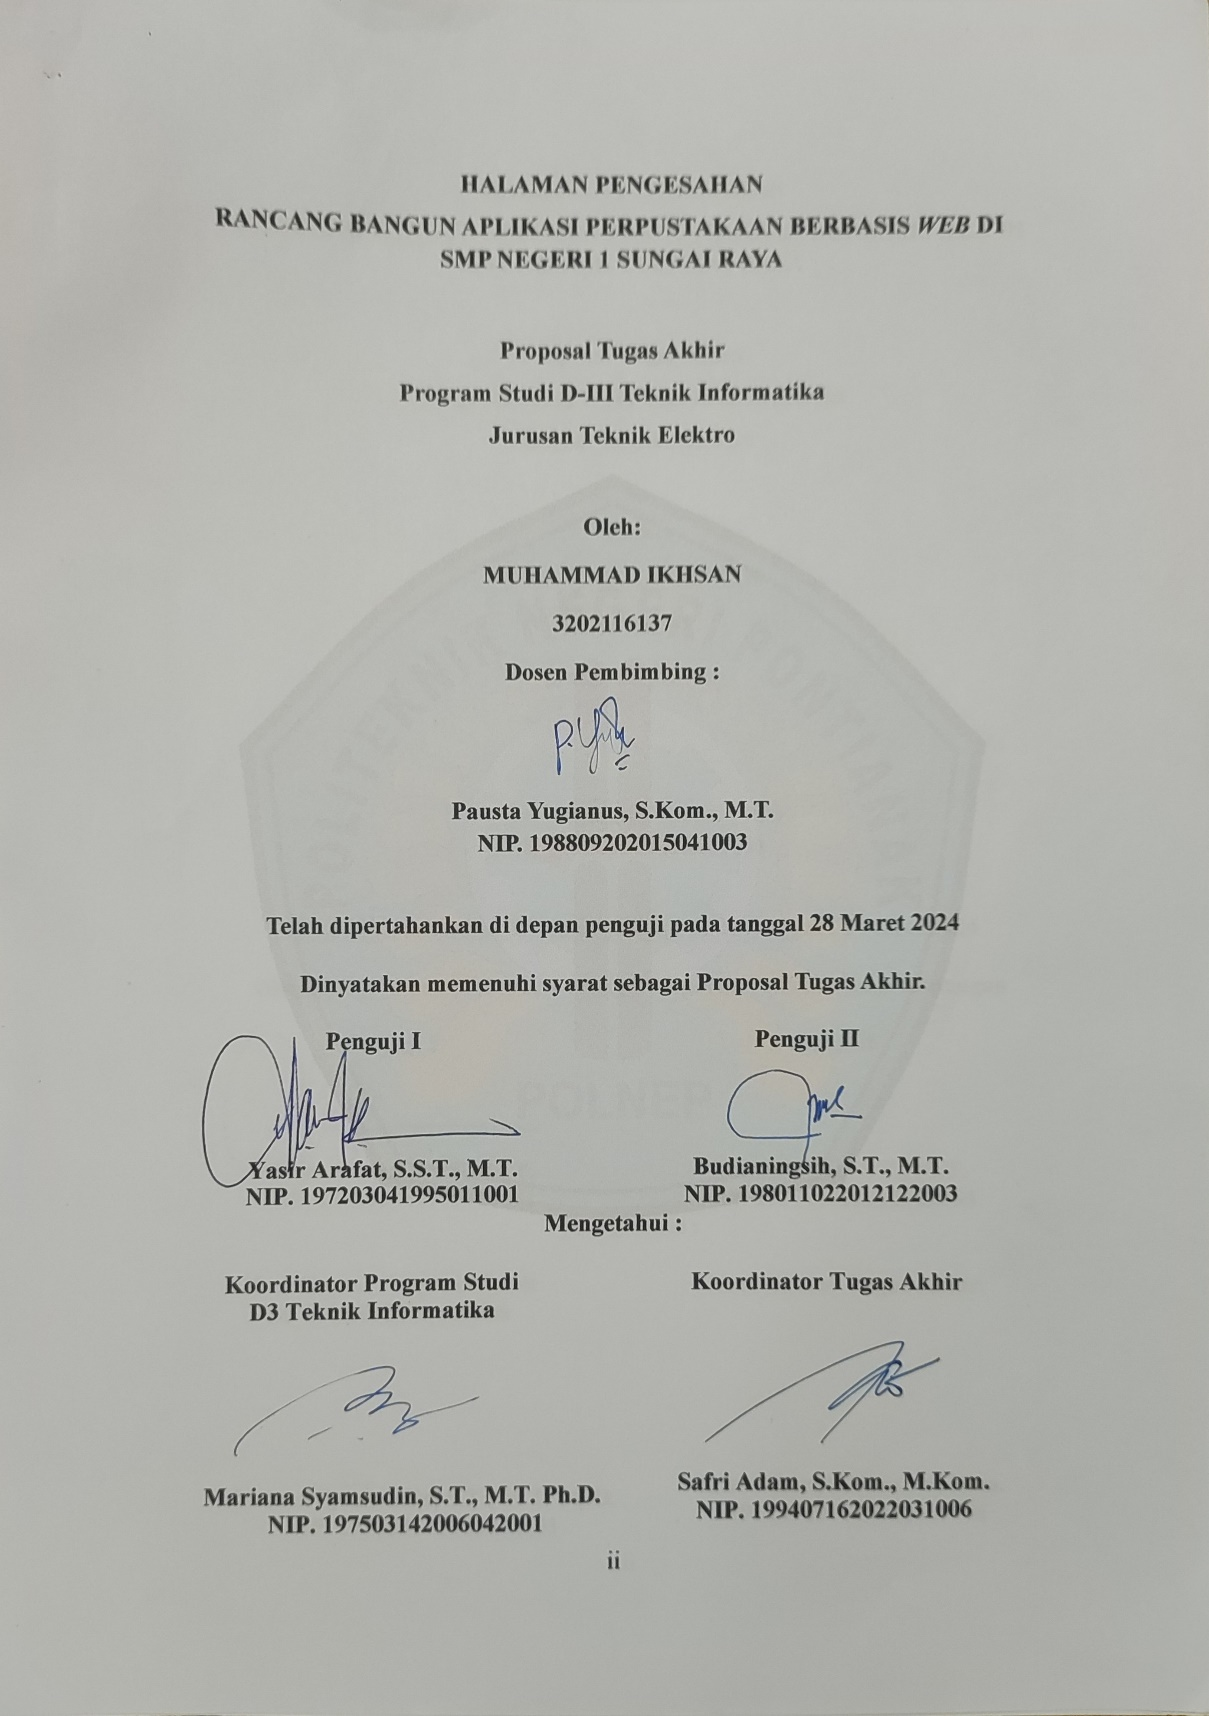 HALAMAN PENGESAHAN
RANCANG BANGUN APLIKASI PERPUSTAKAAN BERBASIS WEB DI
SMP NEGERI 1 SUNGAI RAYA
Proposal Tugas Akhir
Program Studi D-III Teknik Informatika
Jurusan Teknik Elektro
Oleh:
MUHAMMAD IKHSAN
3202116137
Dosen Pembimbing :
Pausta Yugianus, S.Kom., M.T.
NIP. 198809202015041003
Telah dipertahankan di depan penguji pada tanggal 28 Maret 2024
Dinyatakan memenuhi syarat sebagai Proposal Tugas Akhir.
Penguji I
Penguji II
Yasir Arafat, S.S.T., M.T.
NIP. 197203041995011001
Budianingsih, S.T., M.T.
NIP. 198011022012122003
Mengetahui :
Koordinator Program Studi
D3 Teknik Informatika
Koordinator Tugas Akhir
Mariana Syamsudin, S.T., M.T. Ph.D.
NIP. 197503142006042001
Safri Adam, S.Kom., M.Kom.
NIP. 199407162022031006
ii